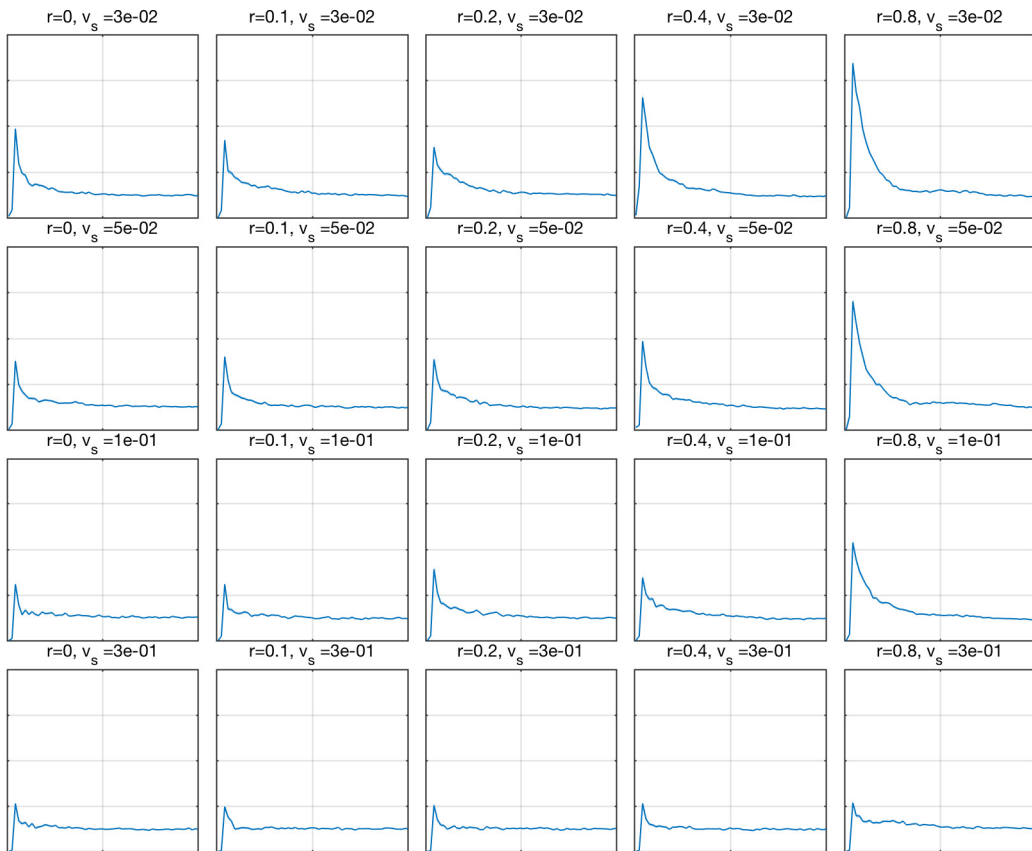 r=0, v_s =3e-02
r=0.1, v_s =3e-02
r=0.2, v_s =3e-02
r=0.4, v_s =3e-02
r=0.8, v_s =3e-02
r=0, v_s =5e-02
r=0.1, v_s =5e-02
r=0.2, v_s =5e-02
r=0.4, v_s =5e-02
r=0.8, v_s =5e-02
r=0, v_s =1e-01
r=0.1, v_s =1e-01
r=0.2, v_s =1e-01
r=0.4, v_s =1e-01
r=0.8, v_s =1e-01
r=0, v_s =3e-01
r=0.1, v_s =3e-01
r=0.2, v_s =3e-01
r=0.4, v_s =3e-01
r=0.8, v_s =3e-01